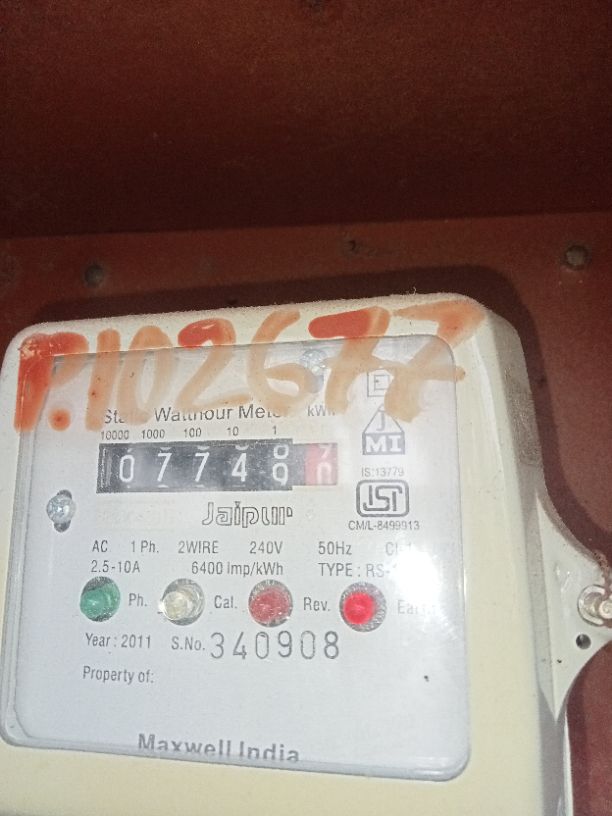 P.102677
Static Watthour Meter kWh
E
10000 1000 100 10 1
J
MI
07748
IS:13779
ISI
Jaipur
CM/L-8499913
AC 1 Ph. 2WIRE 240V 50Hz
2.5-10A 6400 imp/kWh TYPE : RS-
Ph. Cal. Rev. Earth
Year : 2011 S.No. 340908
Property of:
Maxwell India